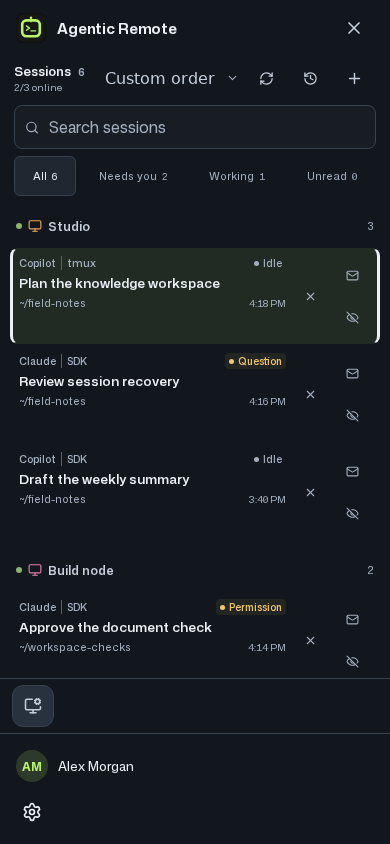 Agentic Remote
Sessions 6
2/3 online
Custom order
Search sessions
All 6
Needs you 2
Working 1
Unread 0
Studio 3
Copilot | tmux Idle
Plan the knowledge workspace
~/field-notes 4:18 PM
Claude | SDK Question
Review session recovery
~/field-notes 4:16 PM
Copilot | SDK Idle
Draft the weekly summary
~/field-notes 3:40 PM
Build node 2
Claude | SDK Permission
Approve the document check
~/workspace-checks 4:14 PM
AM Alex Morgan